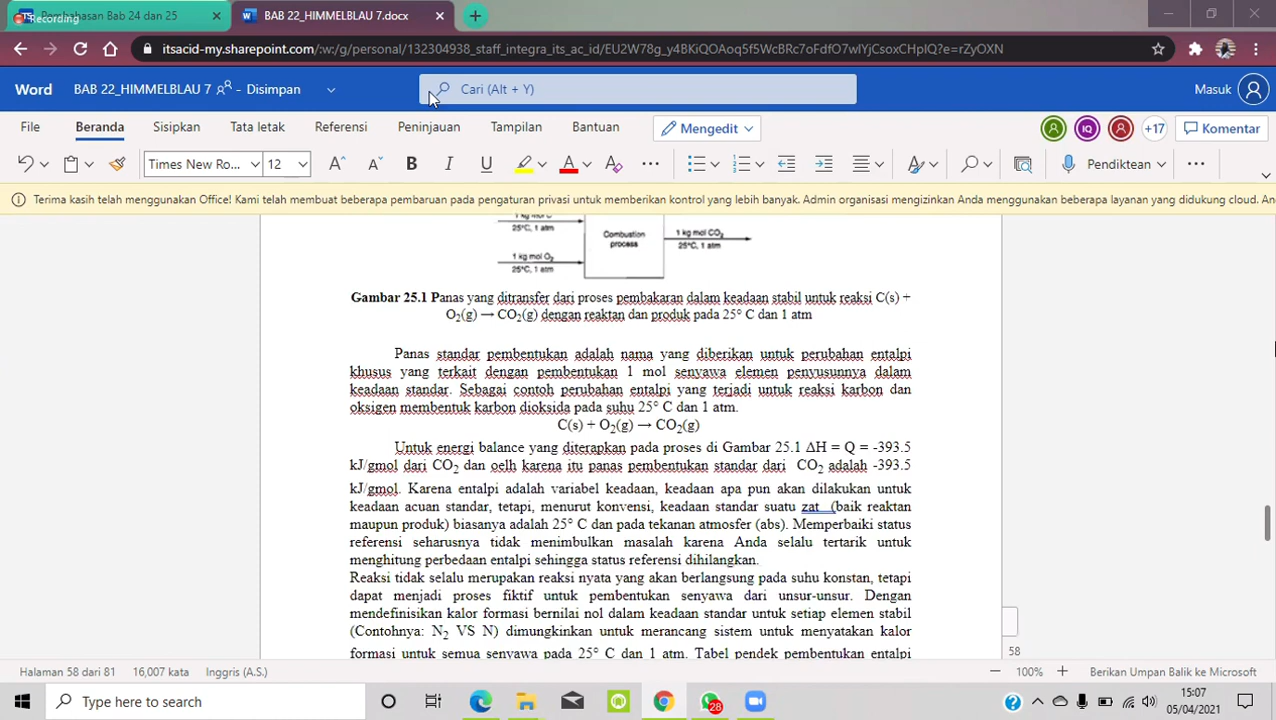 Recording
bahasan Bab 24 dan 25
BAB 22_HIMMELBLAU 7.docx
itsacid-my.sharepoint.com/:w:/g/personal/132304938_staff_integra_its_ac_id/EU2W78g_y4BKiQOAoq5f5WcBRc7oFdfO7wIYjCsoxCHpIQ?e=rZyOXN
Word
BAB 22_HIMMELBLAU 7
- Disimpan
Cari (Alt + Y)
Masuk
File
Beranda
Sisipkan
Tata letak
Referensi
Peninjauan
Tampilan
Bantuan
Mengedit
IQ
+17
Komentar
Times New Ro...
12
Pendiktean
Terima kasih telah menggunakan Office! Kami telah membuat beberapa pembaruan pada pengaturan privasi untuk memberikan kontrol yang lebih banyak. Admin organisasi mengizinkan Anda menggunakan beberapa layanan yang didukung cloud. An
1 kg mol C
25°C, 1 atm
1 kg mol O2
25°C, 1 atm
Combustion
process
1 kg mol CO2
25°C, 1 atm
Gambar 25.1 Panas yang ditransfer dari proses pembakaran dalam keadaan stabil untuk reaksi C(s) +
O2(g) → CO2(g) dengan reaktan dan produk pada 25° C dan 1 atm
Panas standar pembentukan adalah nama yang diberikan untuk perubahan entalpi
khusus yang terkait dengan pembentukan 1 mol senyawa elemen penyusunnya dalam
keadaan standar. Sebagai contoh perubahan entalpi yang terjadi untuk reaksi karbon dan
oksigen membentuk karbon dioksida pada suhu 25° C dan 1 atm.
C(s) + O2(g) → CO2(g)
Untuk energi balance yang diterapkan pada proses di Gambar 25.1 ΔH = Q = -393.5
kJ/gmol dari CO2 dan oelh karena itu panas pembentukan standar dari CO2 adalah -393.5
kJ/gmol. Karena entalpi adalah variabel keadaan, keadaan apa pun akan dilakukan untuk
keadaan acuan standar, tetapi, menurut konvensi, keadaan standar suatu zat (baik reaktan
maupun produk) biasanya adalah 25° C dan pada tekanan atmosfer (abs). Memperbaiki status
referensi seharusnya tidak menimbulkan masalah karena Anda selalu tertarik untuk
menghitung perbedaan entalpi sehingga status referensi dihilangkan.
Reaksi tidak selalu merupakan reaksi nyata yang akan berlangsung pada suhu konstan, tetapi
dapat menjadi proses fiktif untuk pembentukan senyawa dari unsur-unsur. Dengan
mendefinisikan kalor formasi bernilai nol dalam keadaan standar untuk setiap elemen stabil
(Contohnya: N2 VS N) dimungkinkan untuk merancang sistem untuk menyatakan kalor
formasi untuk semua senyawa pada 25° C dan 1 atm. Tabel pendek pembentukan entalpi
58
Halaman 58 dari 81
16,007 kata
Inggris (A.S.)
100%
Berikan Umpan Balik ke Microsoft
Type here to search
28
15:07
05/04/2021